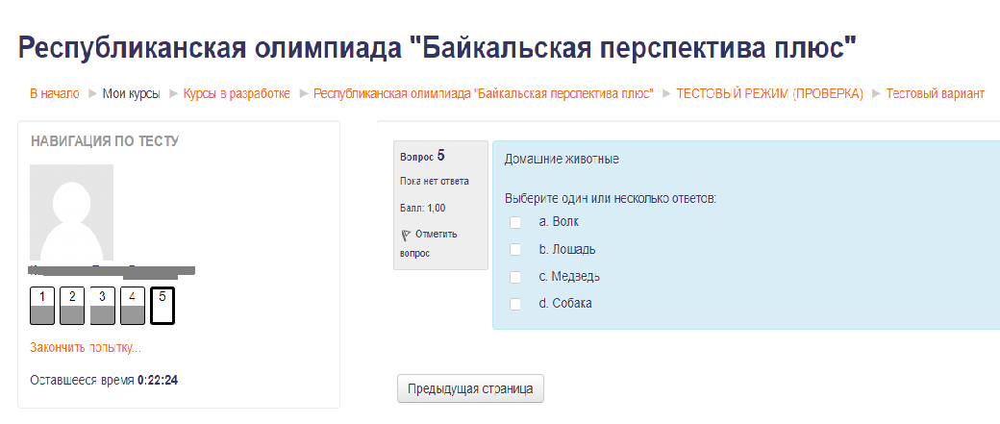 Республиканская олимпиада "Байкальская перспектива плюс"
В начало ► Мои курсы ► Курсы в разработке ► Республиканская олимпиада "Байкальская перспектива плюс" ► ТЕСТОВЫЙ РЕЖИМ (ПРОВЕРКА) ► Тестовый вариант
НАВИГАЦИЯ ПО ТЕСТУ
1 2 3 4 5
Закончить попытку...
Оставшееся время 0:22:24
Вопрос 5
Пока нет ответа
Балл: 1,00
Отметить
вопрос
Домашние животные
Выберите один или несколько ответов:
a. Волк
b. Лошадь
c. Медведь
d. Собака
Предыдущая страница